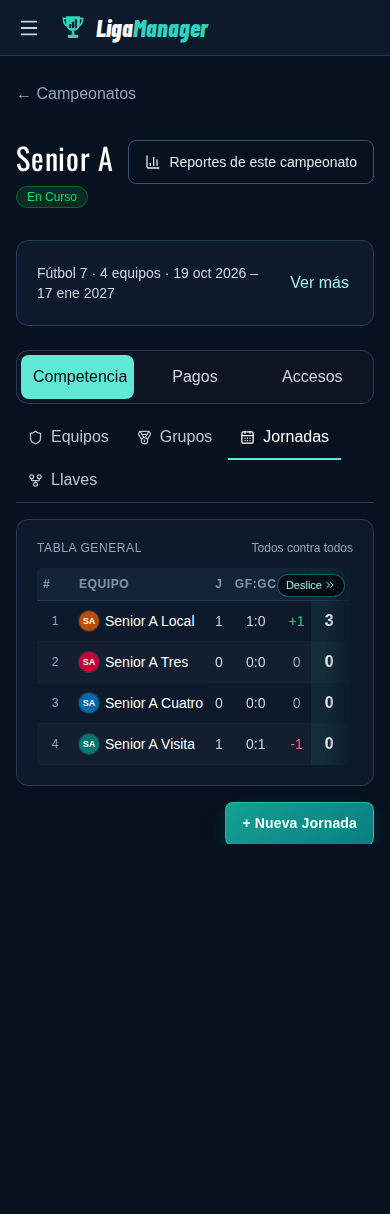 LigaManager
← Campeonatos
Senior A
Reportes de este campeonato
En Curso
Fútbol 7 · 4 equipos · 19 oct 2026 –
17 ene 2027
Ver más
Competencia Pagos Accesos
Equipos Grupos Jornadas
Llaves
TABLA GENERAL Todos contra todos
# EQUIPO J GF:GC Deslice »
1 SA Senior A Local 1 1:0 +1 3
2 SA Senior A Tres 0 0:0 0 0
3 SA Senior A Cuatro 0 0:0 0 0
4 SA Senior A Visita 1 0:1 -1 0
+ Nueva Jornada